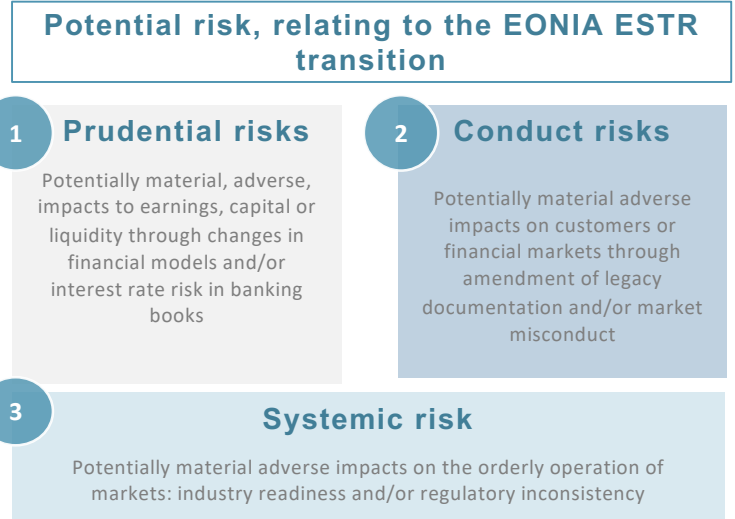 Potential risk, relating to the EONIA ESTR
transition
1
Prudential risks
Potentially material, adverse,
impacts to earnings, capital or
liquidity through changes in
financial models and/or
interest rate risk in banking
books
2
Conduct risks
Potentially material adverse
impacts on customers or
financial markets through
amendment of legacy
documentation and/or market
misconduct
3
Systemic risk
Potentially material adverse impacts on the orderly operation of
markets: industry readiness and/or regulatory inconsistency